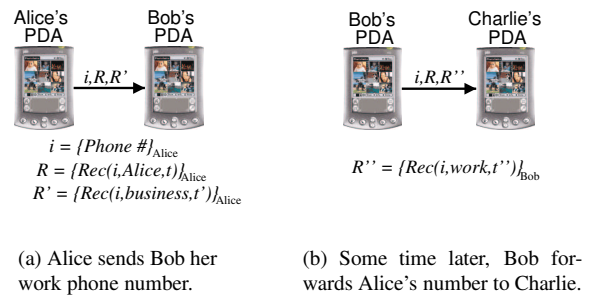 Alice's
PDA
Bob's
PDA
i,R,R'
i = {Phone #}Alice
R = {Rec(i,Alice,t)}Alice
R' = {Rec(i,business,t')}Alice
(a) Alice sends Bob her
work phone number.
Bob's
PDA
Charlie's
PDA
i,R,R''
R'' = {Rec(i,work,t'')}Bob
(b) Some time later, Bob for-
wards Alice's number to Charlie.